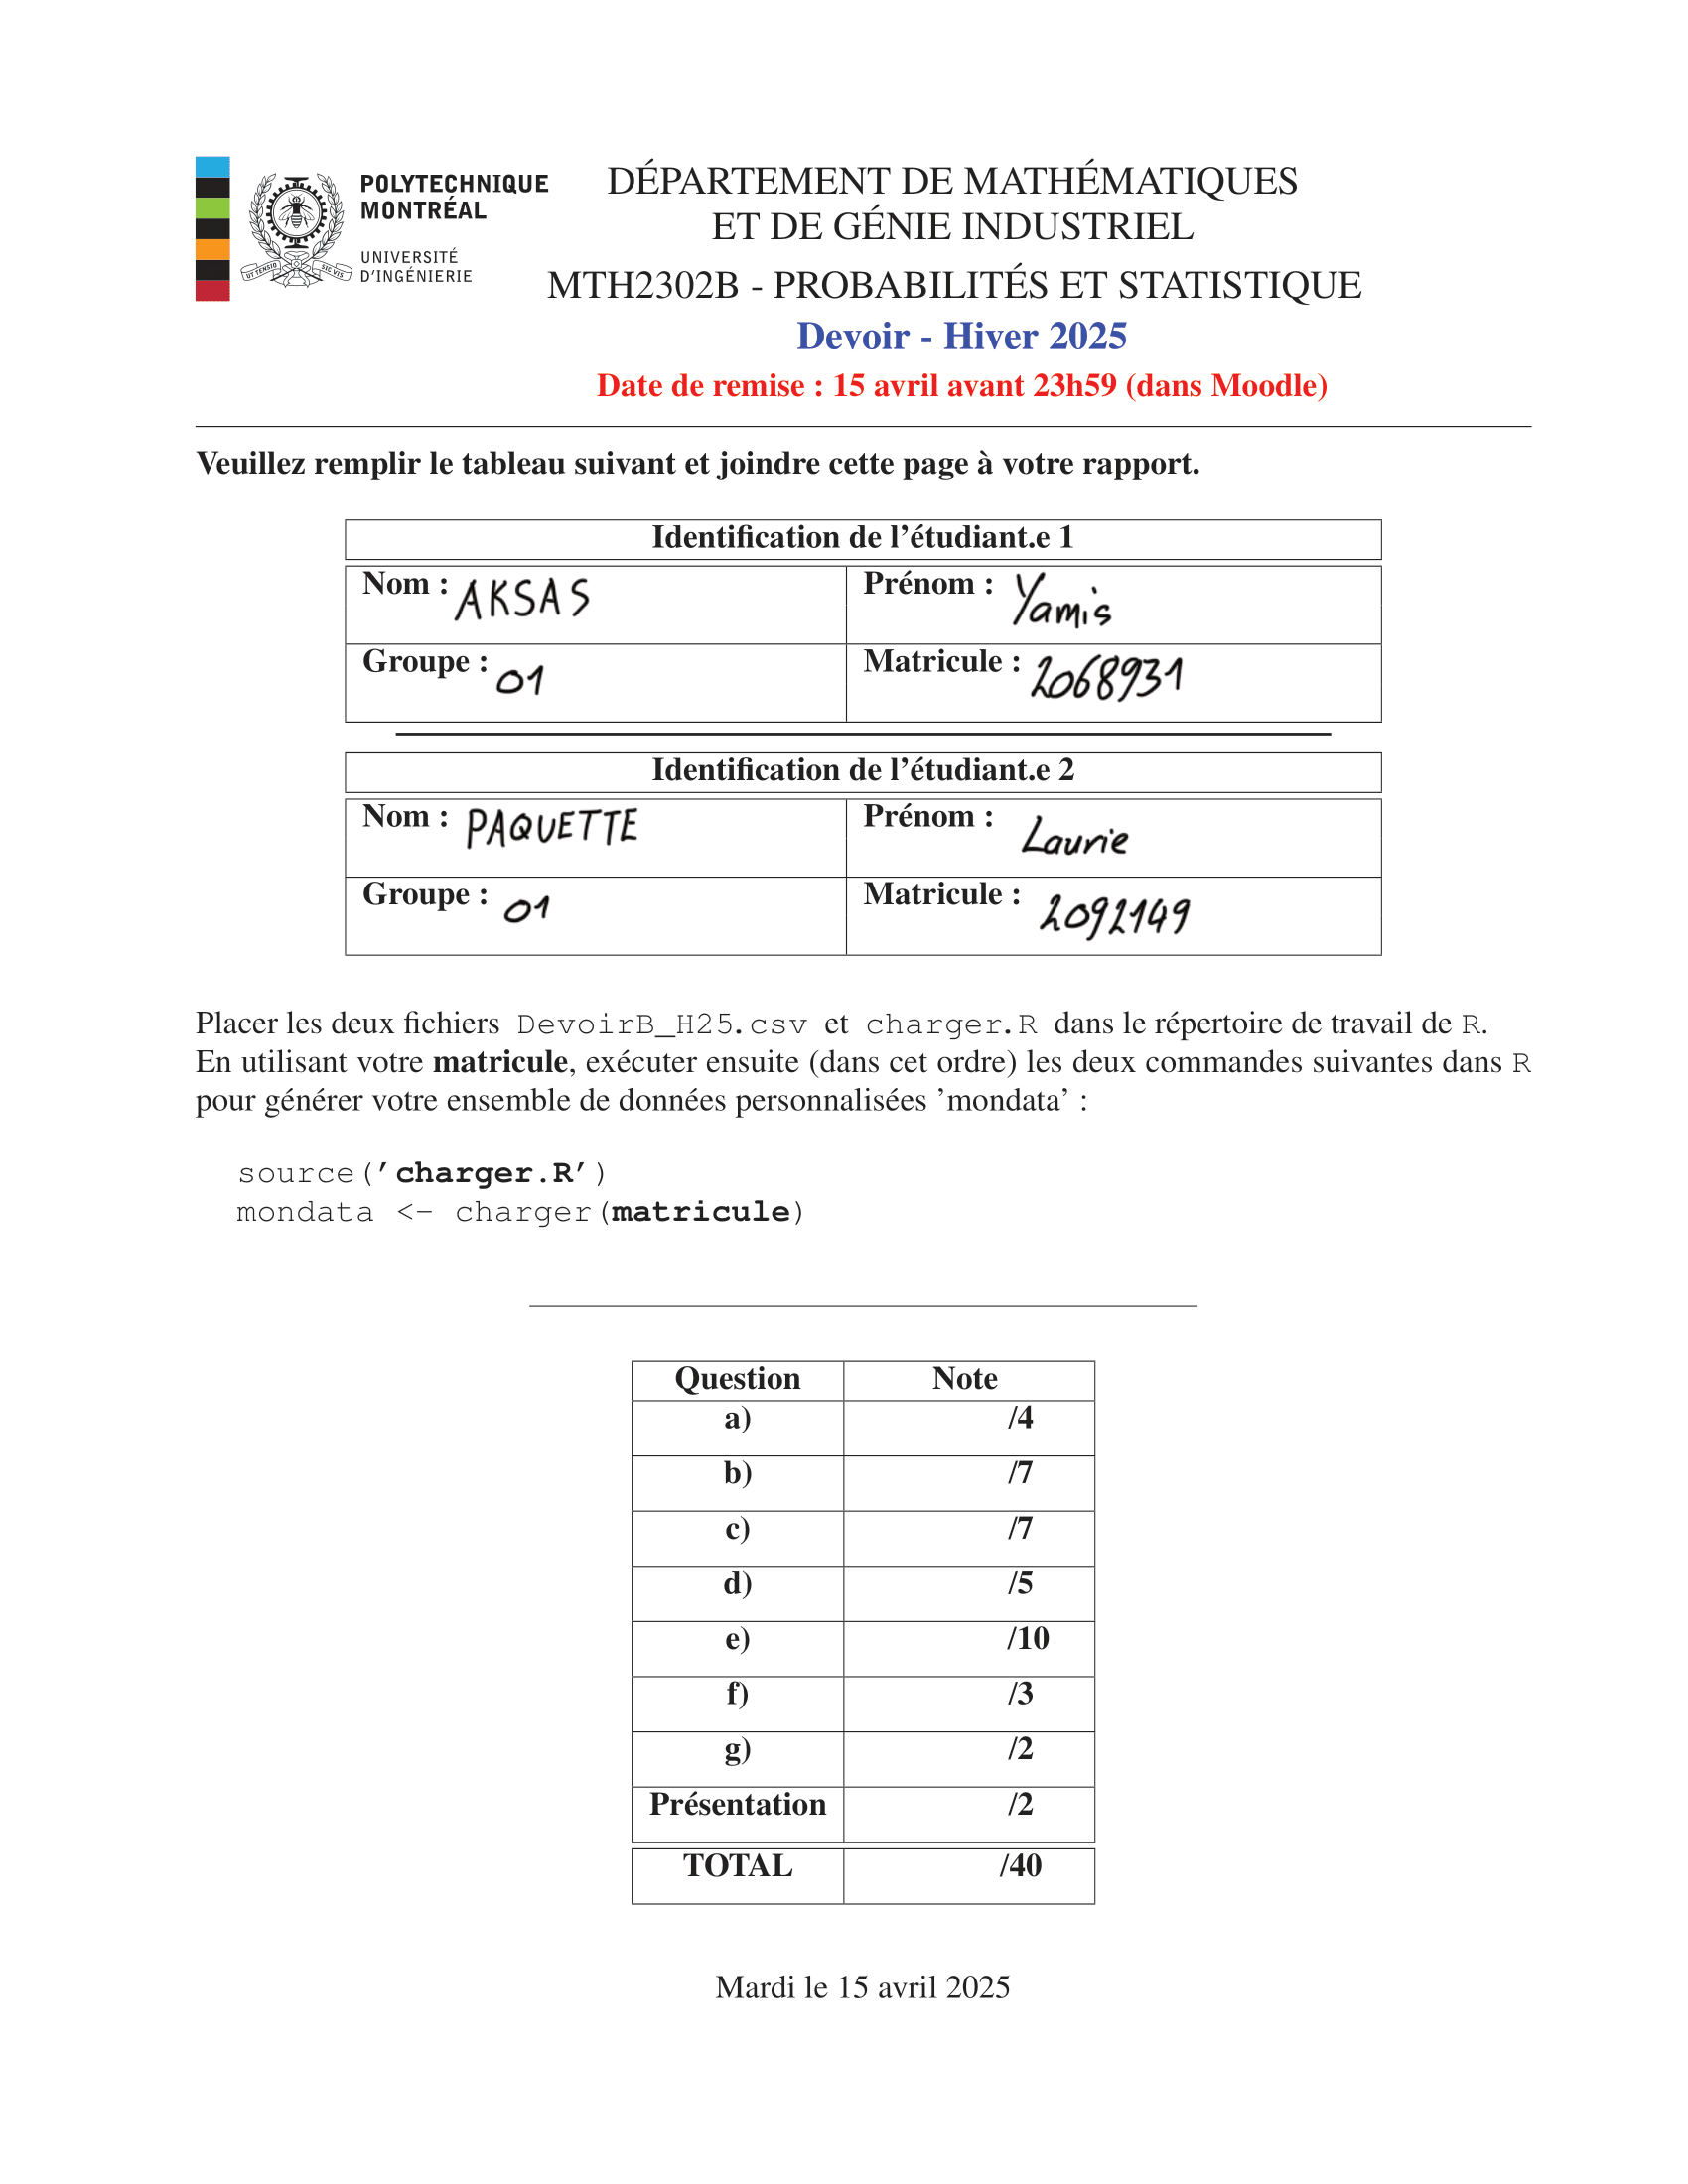 POLYTECHNIQUE
MONTRÉAL
UNIVERSITÉ
D'INGÉNIERIE
UT TENSIO SIC VIS
DÉPARTEMENT DE MATHÉMATIQUES
ET DE GÉNIE INDUSTRIEL
MTH2302B - PROBABILITÉS ET STATISTIQUE
Devoir - Hiver 2025
Date de remise : 15 avril avant 23h59 (dans Moodle)
Veuillez remplir le tableau suivant et joindre cette page à votre rapport.
Identification de l'étudiant.e 1
Nom : AKSAS Prénom : Yamis
Groupe : 01 Matricule : 2068931
Identification de l'étudiant.e 2
Nom : PAQUETTE Prénom : Laurie
Groupe : 01 Matricule : 2092149
Placer les deux fichiers DevoirB_H25.csv et charger.R dans le répertoire de travail de R.
En utilisant votre matricule, exécuter ensuite (dans cet ordre) les deux commandes suivantes dans R
pour générer votre ensemble de données personnalisées 'mondata' :
source('charger.R')
mondata <- charger(matricule)
Question Note
a) /4
b) /7
c) /7
d) /5
e) /10
f) /3
g) /2
Présentation /2
TOTAL /40
Mardi le 15 avril 2025